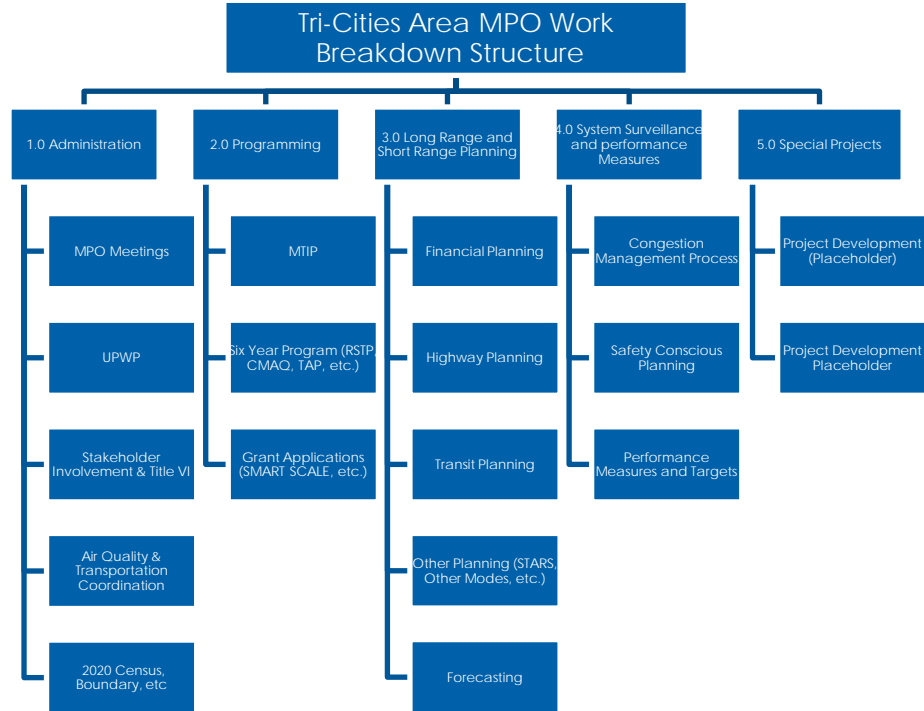 Tri-Cities Area MPO Work
Breakdown Structure
1.0 Administration
MPO Meetings
UPWP
Stakeholder
Involvement & Title VI
Air Quality &
Transportation
Coordination
2020 Census,
Boundary, etc
2.0 Programming
MTIP
Six Year Program (RSTP,
CMAQ, TAP, etc.)
Grant Applications
(SMART SCALE, etc.)
3.0 Long Range and
Short Range Planning
Financial Planning
Highway Planning
Transit Planning
Other Planning (STARS,
Other Modes, etc.)
Forecasting
4.0 System Surveillance
and performance
Measures
Congestion
Management Process
Safety Conscious
Planning
Performance
Measures and Targets
5.0 Special Projects
Project Development
(Placeholder)
Project Development
Placeholder